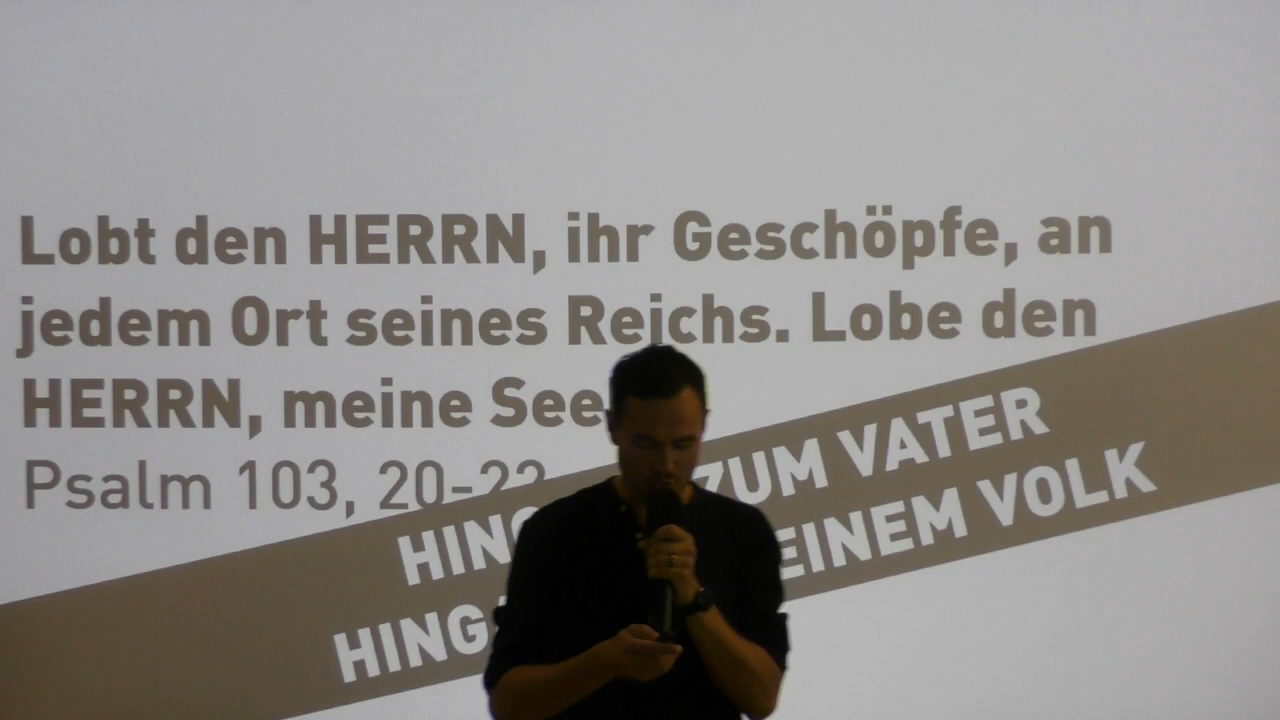 Lobt den HERRN, ihr Geschöpfe, an
jedem Ort seines Reichs. Lobe den
HERRN, meine See
Psalm 103, 20-22
HING ZUM VATER
HING EINEM VOLK